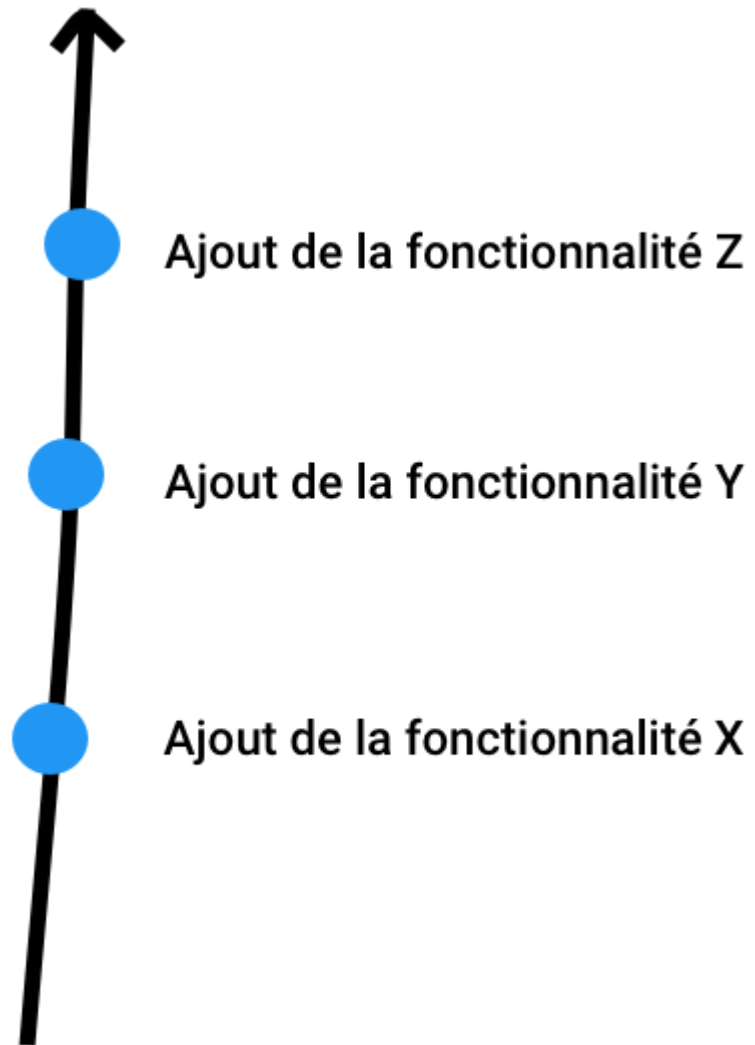 Ajout de la fonctionnalité Z
Ajout de la fonctionnalité Y
Ajout de la fonctionnalité X